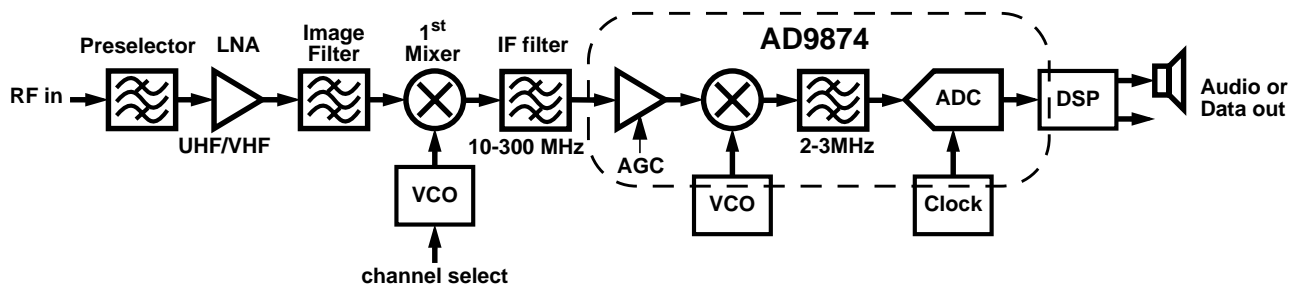 AD9874
Preselector
LNA
Image
Filter
1st
Mixer
IF filter
RF in
ADC
DSP
Audio or
Data out
UHF/VHF
10-300 MHz
AGC
2-3MHz
VCO
VCO
Clock
channel select